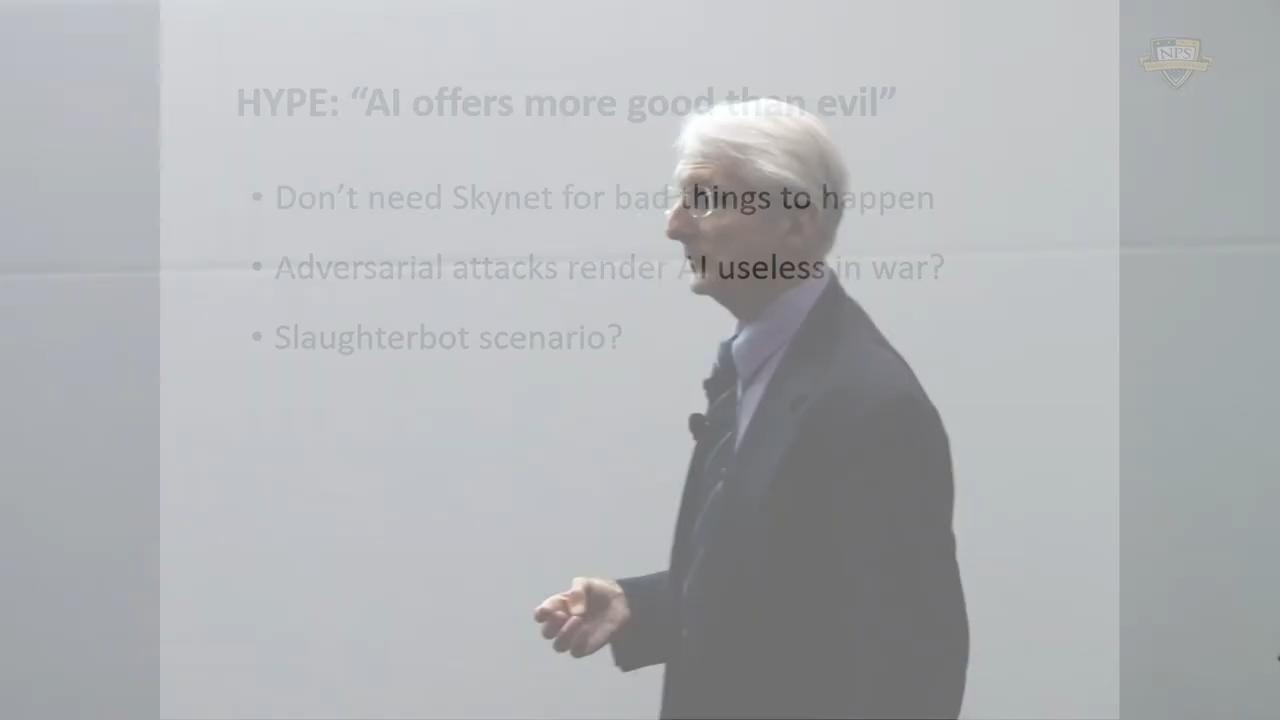 NPS
HYPE: “AI offers more good than evil”
• Don’t need Skynet for bad things to happen
• Adversarial attacks render AI useless in war?
• Slaughterbot scenario?